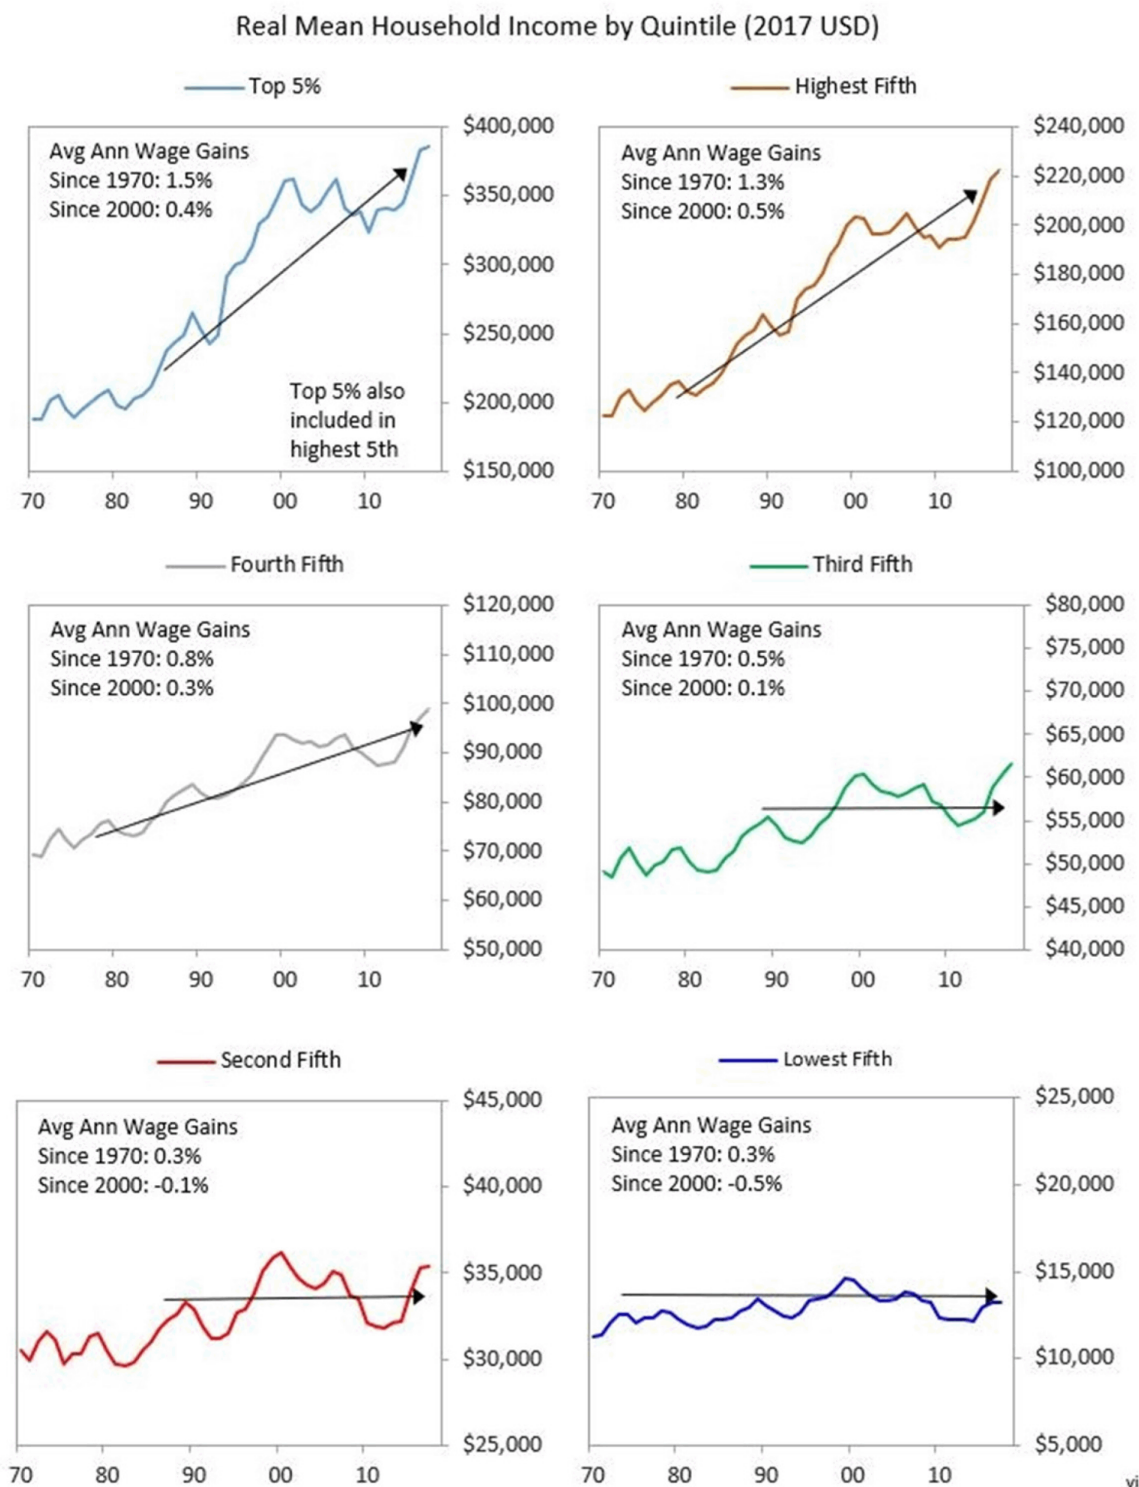 Real Mean Household Income by Quintile (2017 USD)
Top 5%
Avg Ann Wage Gains
Since 1970: 1.5%
Since 2000: 0.4%
Top 5% also
included in
highest 5th
$400,000
$350,000
$300,000
$250,000
$200,000
$150,000
70 80 90 00 10
Highest Fifth
Avg Ann Wage Gains
Since 1970: 1.3%
Since 2000: 0.5%
$240,000
$220,000
$200,000
$180,000
$160,000
$140,000
$120,000
$100,000
70 80 90 00 10
Fourth Fifth
Avg Ann Wage Gains
Since 1970: 0.8%
Since 2000: 0.3%
$120,000
$110,000
$100,000
$90,000
$80,000
$70,000
$60,000
$50,000
70 80 90 00 10
Third Fifth
Avg Ann Wage Gains
Since 1970: 0.5%
Since 2000: 0.1%
$80,000
$75,000
$70,000
$65,000
$60,000
$55,000
$50,000
$45,000
$40,000
70 80 90 00 10
Second Fifth
Avg Ann Wage Gains
Since 1970: 0.3%
Since 2000: -0.1%
$45,000
$40,000
$35,000
$30,000
$25,000
70 80 90 00 10
Lowest Fifth
Avg Ann Wage Gains
Since 1970: 0.3%
Since 2000: -0.5%
$25,000
$20,000
$15,000
$10,000
$5,000
70 80 90 00 10
vi